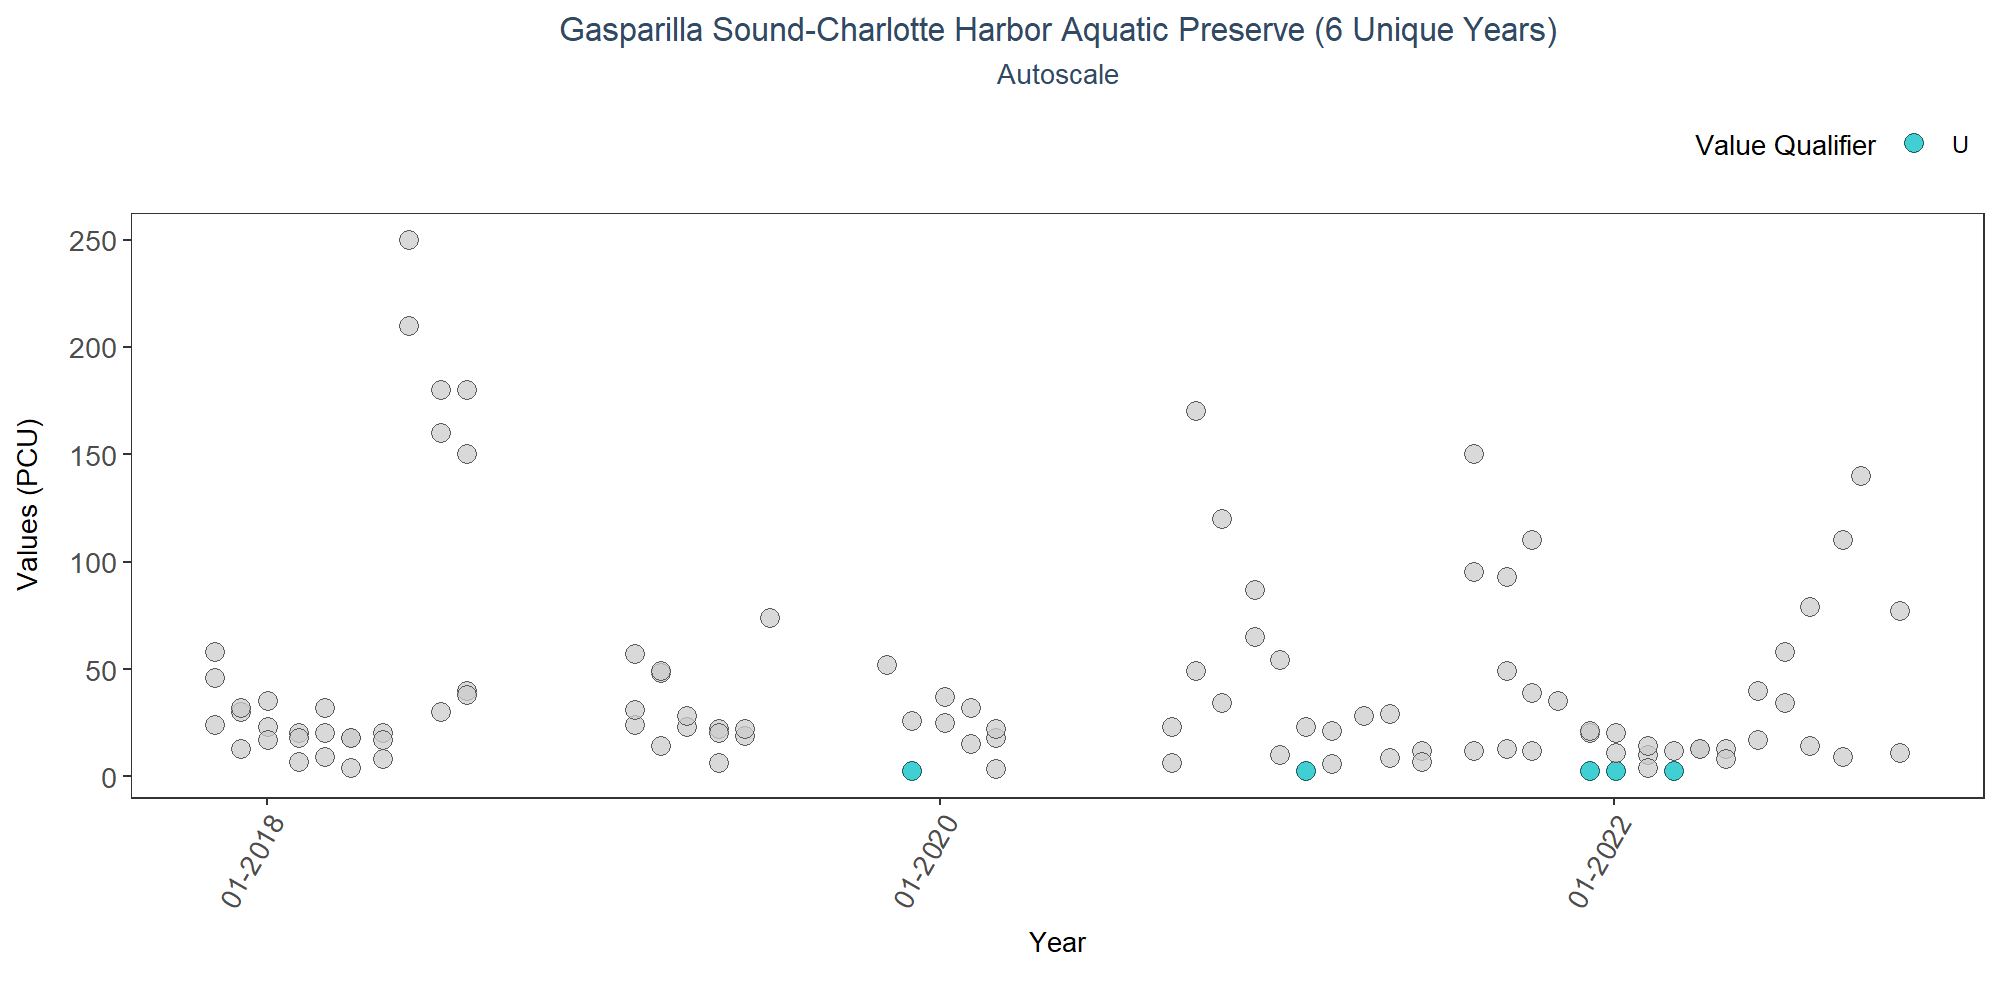 Gasparilla Sound-Charlotte Harbor Aquatic Preserve (6 Unique Years)
Autoscale
Value Qualifier U
250
200
150
100
50
0
Values (PCU)
01-2018
01-2020
01-2022
Year